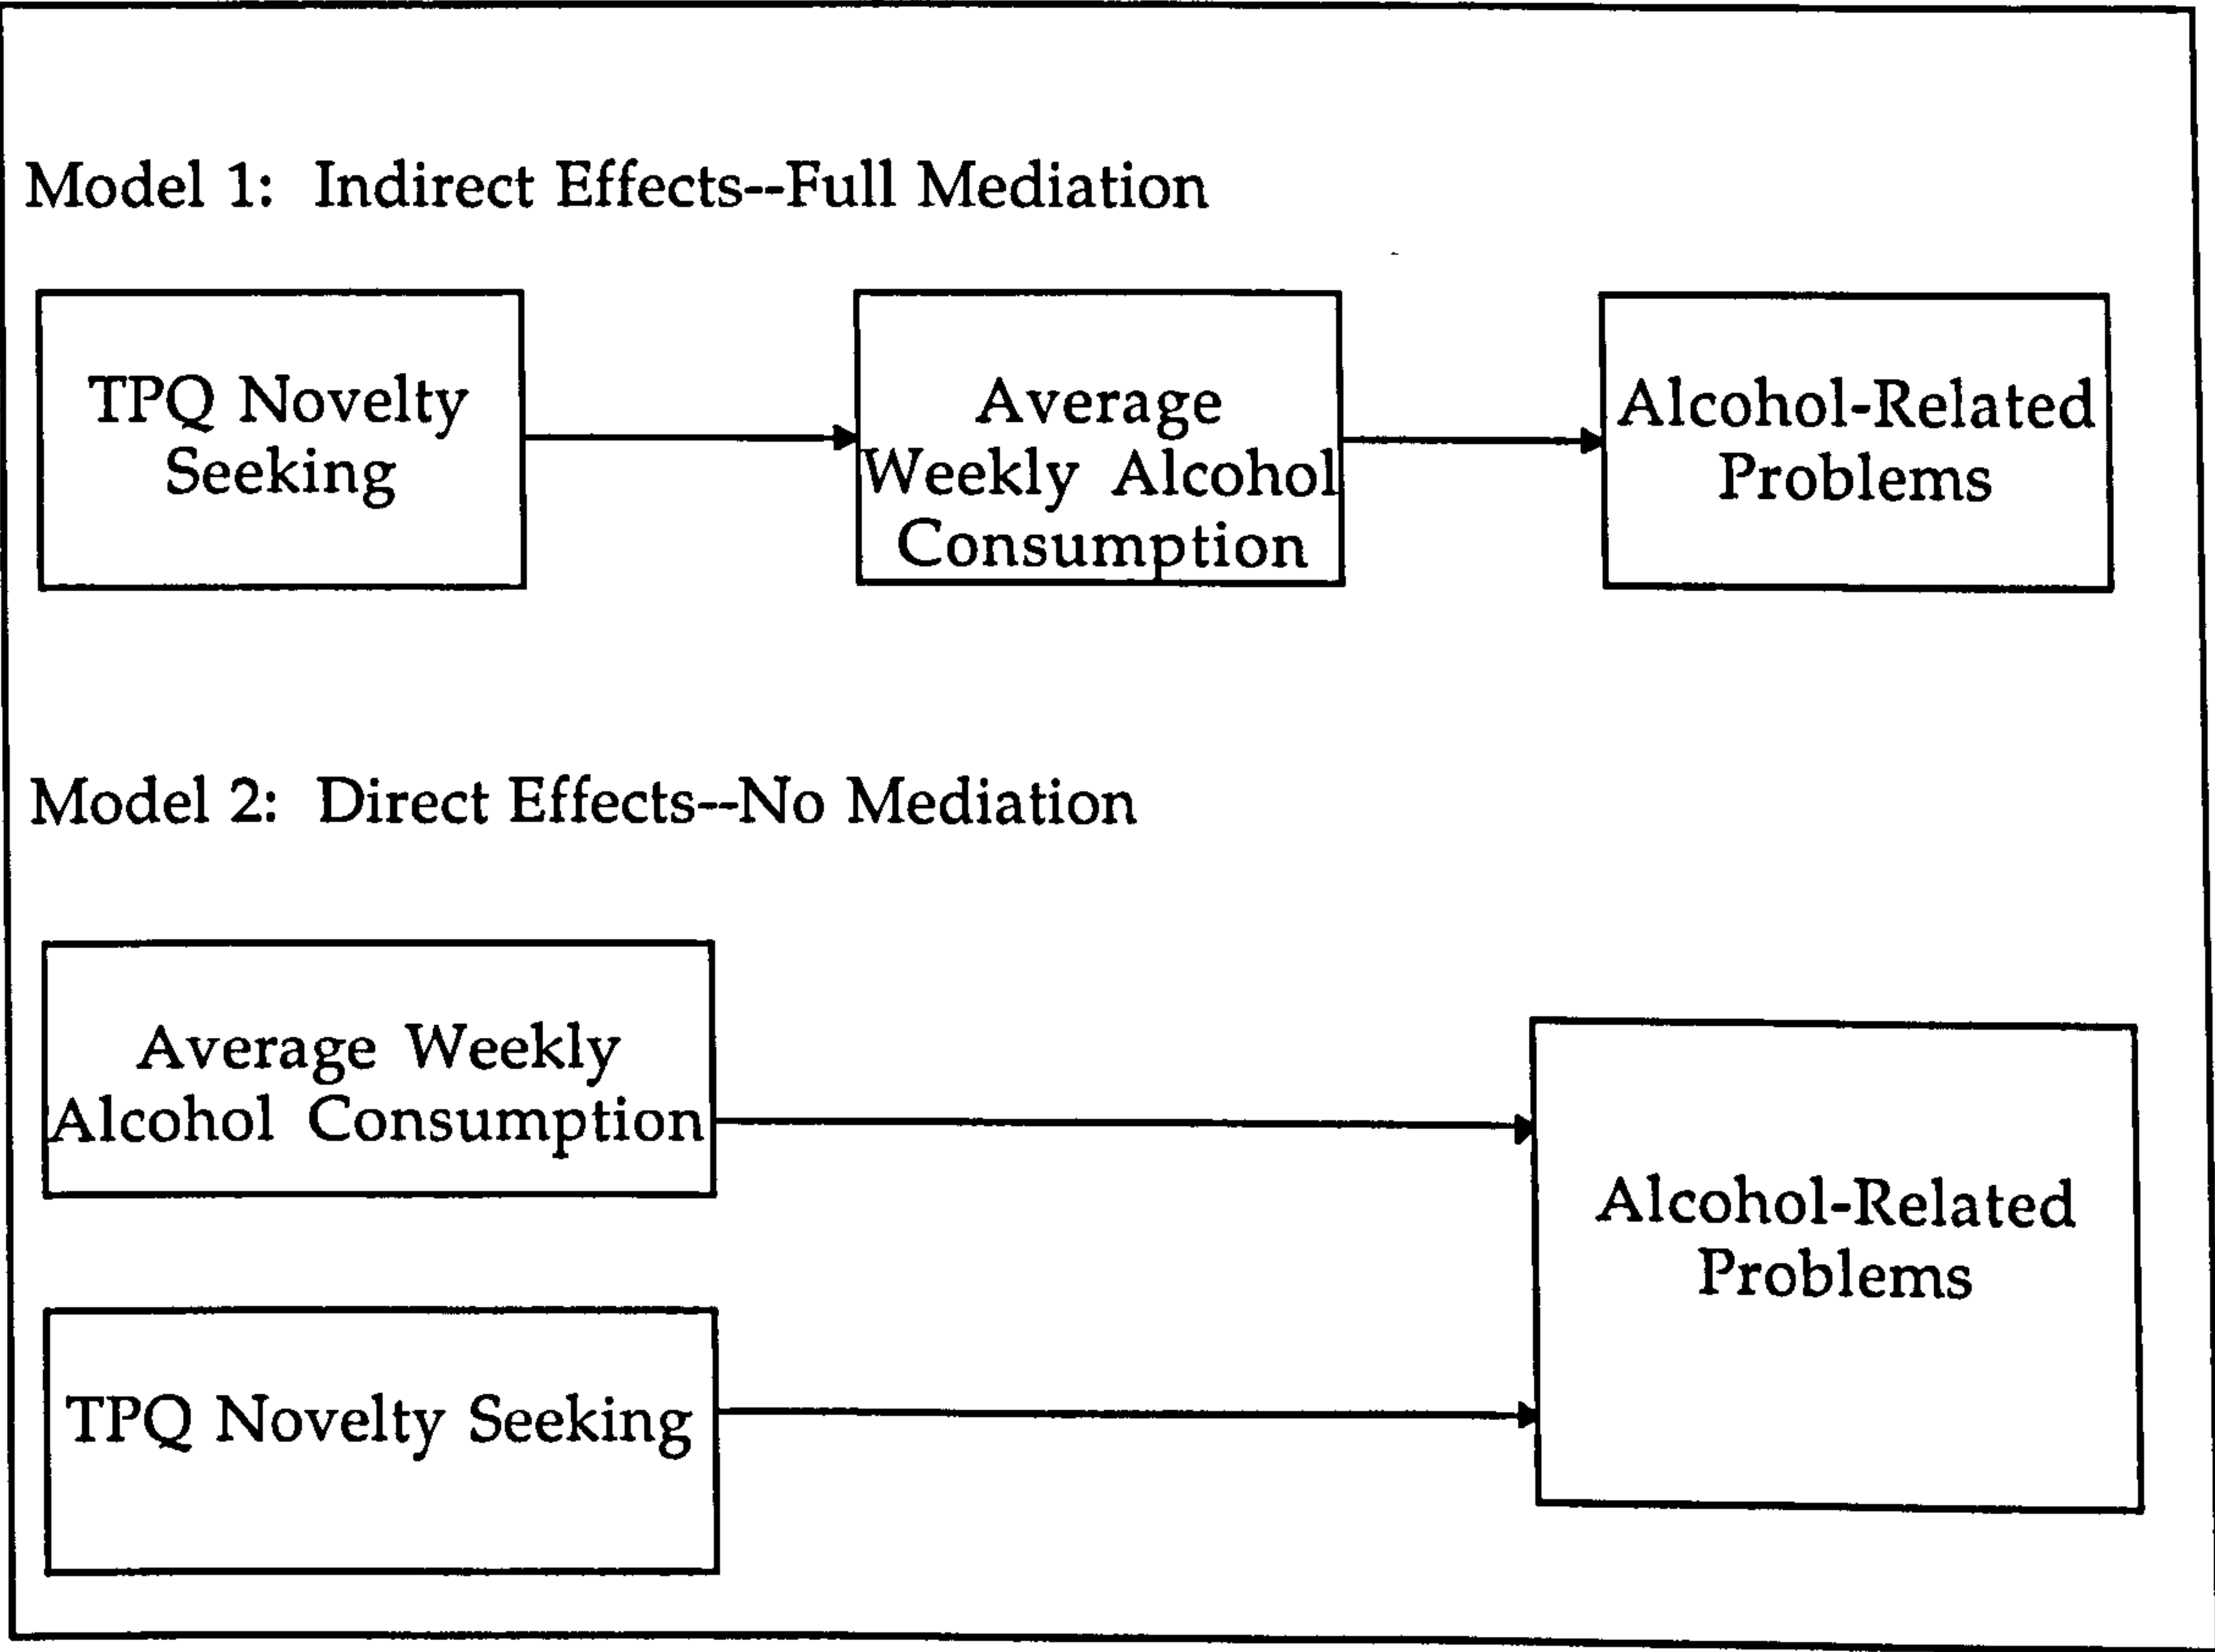 Model 1: Indirect Effects--Full Mediation
TPQ Novelty
Seeking
Average
Weekly Alcohol
Consumption
Alcohol-Related
Problems
Model 2: Direct Effects--No Mediation
Average Weekly
Alcohol Consumption
TPQ Novelty Seeking
Alcohol-Related
Problems